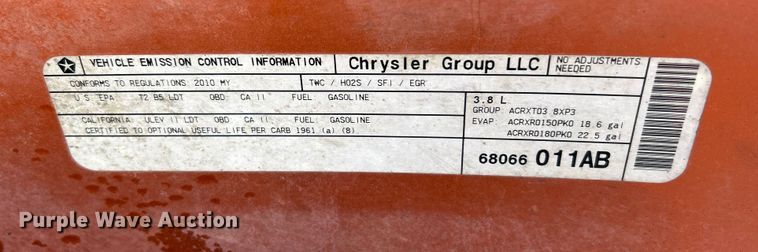 VEHICLE EMISSION CONTROL INFORMATION
Chrysler Group LLC
NO ADJUSTMENTS
NEEDED
CONFORMS TO REGULATIONS: 2010 MY
TWC / HO2S / SFI / EGR
U.S. EPA T2 B5 LDT OBD CA II FUEL GASOLINE
CALIFORNIA ULEV II LDT OBD CA II FUEL GASOLINE
CERTIFIED TO OPTIONAL USEFUL LIFE PER CARB 1961 (a) (8)
3.8 L
GROUP: ACRXT03.8XP3
EVAP: ACRXR0150PK0 18.6 gal
ACRXR0180PK0 22.5 gal
68066 011AB
Purple Wave Auction